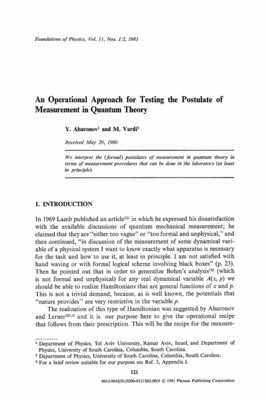 Foundations of Physics, Vol. 11, Nos. 1/2, 1981
An Operational Approach for Testing the Postulate of
Measurement in Quantum Theory
Y. Aharonov¹ and M. Vardi²
Received May 29, 1980
We interpret the (formal) postulates of measurement in quantum theory in
terms of measurement procedures that can be done in the laboratory (at least
in principle).
1. INTRODUCTION
In 1969 Lamb published an article⁽¹⁾ in which he expressed his dissatisfaction
with the available discussions of quantum mechanical measurement; he
claimed that they are “either too vague” or “too formal and unphysical,” and
then continued, “in discussion of the measurement of some dynamical vari-
able of a physical system I want to know exactly what apparatus is necessary
for the task and how to use it, at least in principle. I am not satisfied with
hand waving or with formal logical scheme involving black boxes” (p. 23).
Then he pointed out that in order to generalize Bohm's analysis (which
is not formal and unphysical) for any real dynamical variable A(x, p) we
should be able to realize Hamiltonians that are general functions of x and p.
This is not a trivial demand, because, as is well known, the potentials that
“nature provides” are very restrictive in the variable p.
The realization of this type of Hamiltonian was suggested by Aharonov
and Lerner and it is our purpose here to give the operational recipe
that follows from their prescription. This will be the recipe for the measure-
¹ Department of Physics, Tel Aviv University, Ramat Aviv, Israel, and Department of
Physics, University of South Carolina, Columbia, South Carolina.
² Department of Physics, University of South Carolina, Columbia, South Carolina.
³ For a brief review suitable for our purpose see Ref. 3, Appendix I.
121
© 1981 Plenum Publishing Corporation